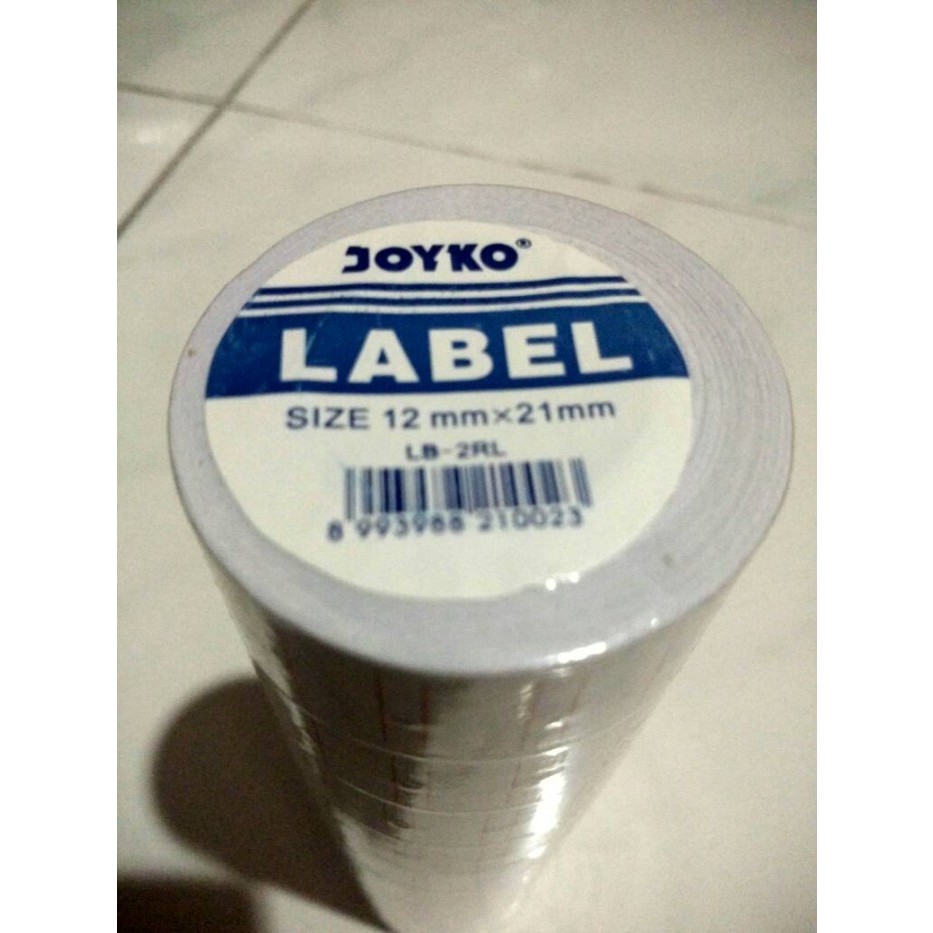 JOYKO®
LABEL
SIZE 12 mm×21mm
LB-2RL
8 993988 210023